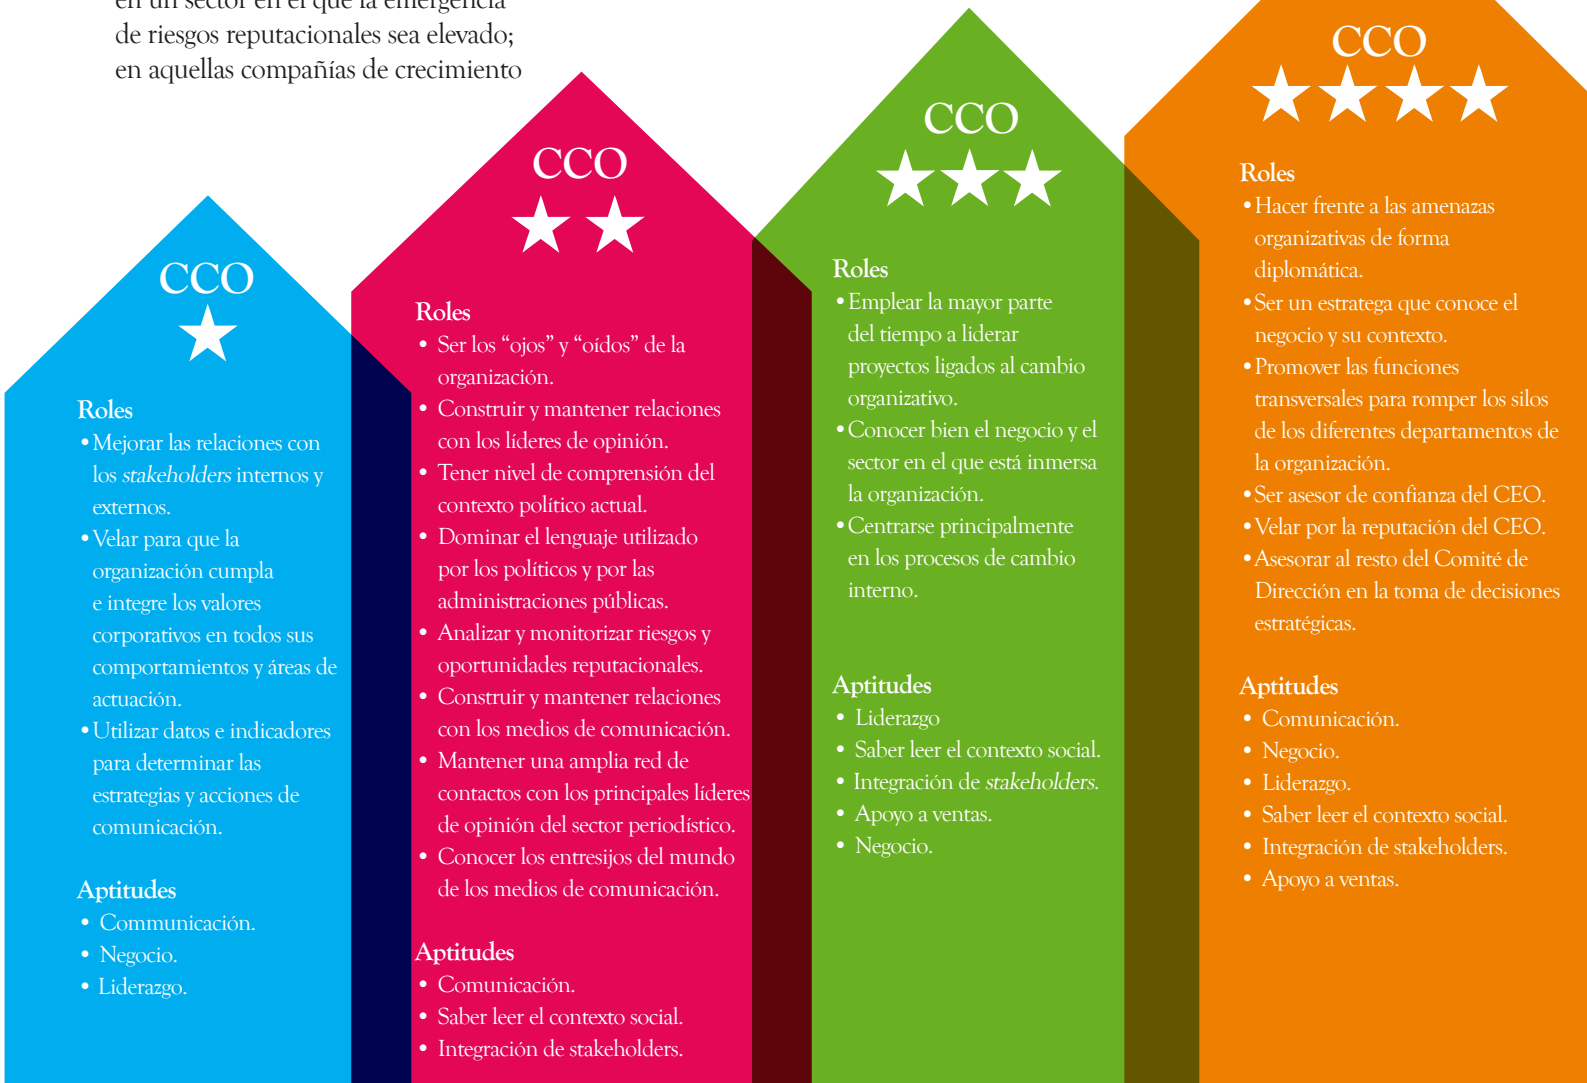 en un sector en el que la emergencia
de riesgos reputacionales sea elevado;
en aquellas compañías de crecimiento
CCO
Roles
• Mejorar las relaciones con
los stakeholders internos y
externos.
• Velar para que la
organización cumpla
e integre los valores
corporativos en todos sus
comportamientos y áreas de
actuación.
• Utilizar datos e indicadores
para determinar las
estrategias y acciones de
comunicación.
Aptitudes
• Communicación.
• Negocio.
• Liderazgo.
CCO
Roles
• Ser los “ojos” y “oídos” de la
organización.
• Construir y mantener relaciones
con los líderes de opinión.
• Tener nivel de comprensión del
contexto político actual.
• Dominar el lenguaje utilizado
por los políticos y por las
administraciones públicas.
• Analizar y monitorizar riesgos y
oportunidades reputacionales.
• Construir y mantener relaciones
con los medios de comunicación.
• Mantener una amplia red de
contactos con los principales líderes
de opinión del sector periodístico.
• Conocer los entresijos del mundo
de los medios de comunicación.
Aptitudes
• Comunicación.
• Saber leer el contexto social.
• Integración de stakeholders.
CCO
Roles
• Emplear la mayor parte
del tiempo a liderar
proyectos ligados al cambio
organizativo.
• Conocer bien el negocio y el
sector en el que está inmersa
la organización.
• Centrarse principalmente
en los procesos de cambio
interno.
Aptitudes
• Liderazgo
• Saber leer el contexto social.
• Integración de stakeholders.
• Apoyo a ventas.
• Negocio.
CCO
Roles
• Hacer frente a las amenazas
organizativas de forma
diplomática.
• Ser un estratega que conoce el
negocio y su contexto.
• Promover las funciones
transversales para romper los silos
de los diferentes departamentos de
la organización.
• Ser asesor de confianza del CEO.
• Velar por la reputación del CEO.
• Asesorar al resto del Comité de
Dirección en la toma de decisiones
estratégicas.
Aptitudes
• Comunicación.
• Negocio.
• Liderazgo.
• Saber leer el contexto social.
• Integración de stakeholders.
• Apoyo a ventas.